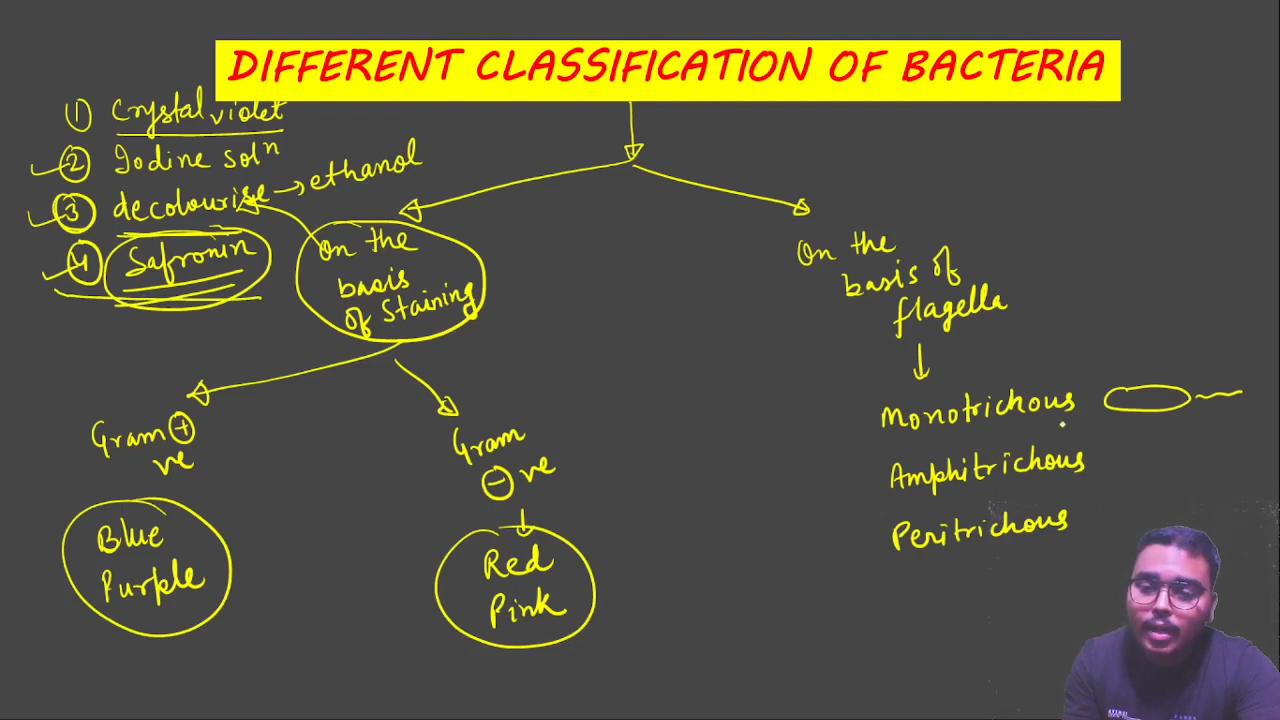 DIFFERENT CLASSIFICATION OF BACTERIA
① Crystal violet
② Iodine solⁿ
③ decolourise → ethanol
④ Safronin
On the
basis
of Staining
On the
basis of
flagella
Gram ⊕
ve
Blue
Purple
Gram
⊖ ve
Red
Pink
Monotrichous
Amphitrichous
Peritrichous